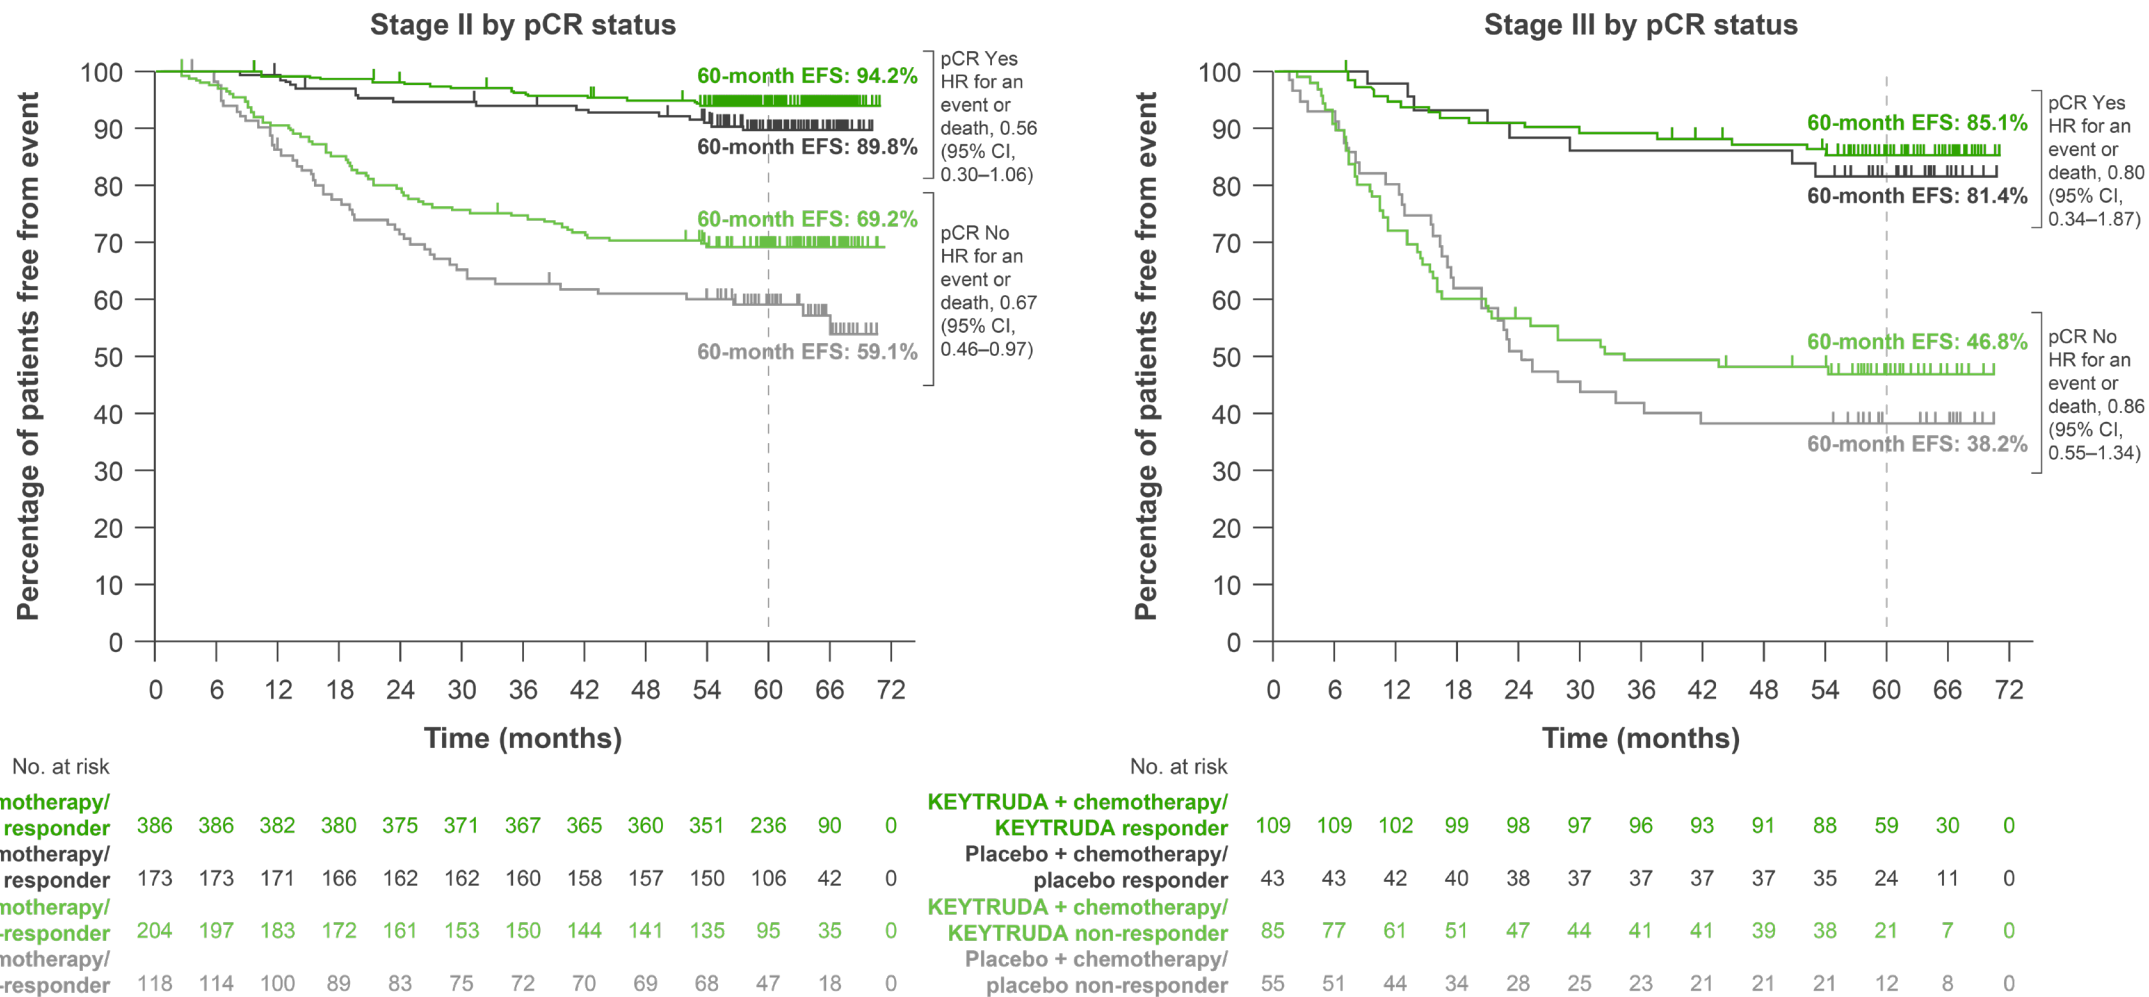 Stage II by pCR status
Percentage of patients free from event
100
90
80
70
60
50
40
30
20
10
0
60-month EFS: 94.2%
60-month EFS: 89.8%
60-month EFS: 69.2%
60-month EFS: 59.1%
pCR Yes
HR for an
event or
death, 0.56
(95% CI,
0.30–1.06)
pCR No
HR for an
event or
death, 0.67
(95% CI,
0.46–0.97)
0 6 12 18 24 30 36 42 48 54 60 66 72
Time (months)
No. at risk
motherapy/
responder 386 386 382 380 375 371 367 365 360 351 236 90 0
motherapy/
responder 173 173 171 166 162 162 160 158 157 150 106 42 0
motherapy/
-responder 204 197 183 172 161 153 150 144 141 135 95 35 0
motherapy/
-responder 118 114 100 89 83 75 72 70 69 68 47 18 0
Stage III by pCR status
Percentage of patients free from event
100
90
80
70
60
50
40
30
20
10
0
60-month EFS: 85.1%
60-month EFS: 81.4%
60-month EFS: 46.8%
60-month EFS: 38.2%
pCR Yes
HR for an
event or
death, 0.80
(95% CI,
0.34–1.87)
pCR No
HR for an
event or
death, 0.86
(95% CI,
0.55–1.34)
0 6 12 18 24 30 36 42 48 54 60 66 72
Time (months)
No. at risk
KEYTRUDA + chemotherapy/
KEYTRUDA responder 109 109 102 99 98 97 96 93 91 88 59 30 0
Placebo + chemotherapy/
placebo responder 43 43 42 40 38 37 37 37 37 35 24 11 0
KEYTRUDA + chemotherapy/
KEYTRUDA non-responder 85 77 61 51 47 44 41 41 39 38 21 7 0
Placebo + chemotherapy/
placebo non-responder 55 51 44 34 28 25 23 21 21 21 12 8 0